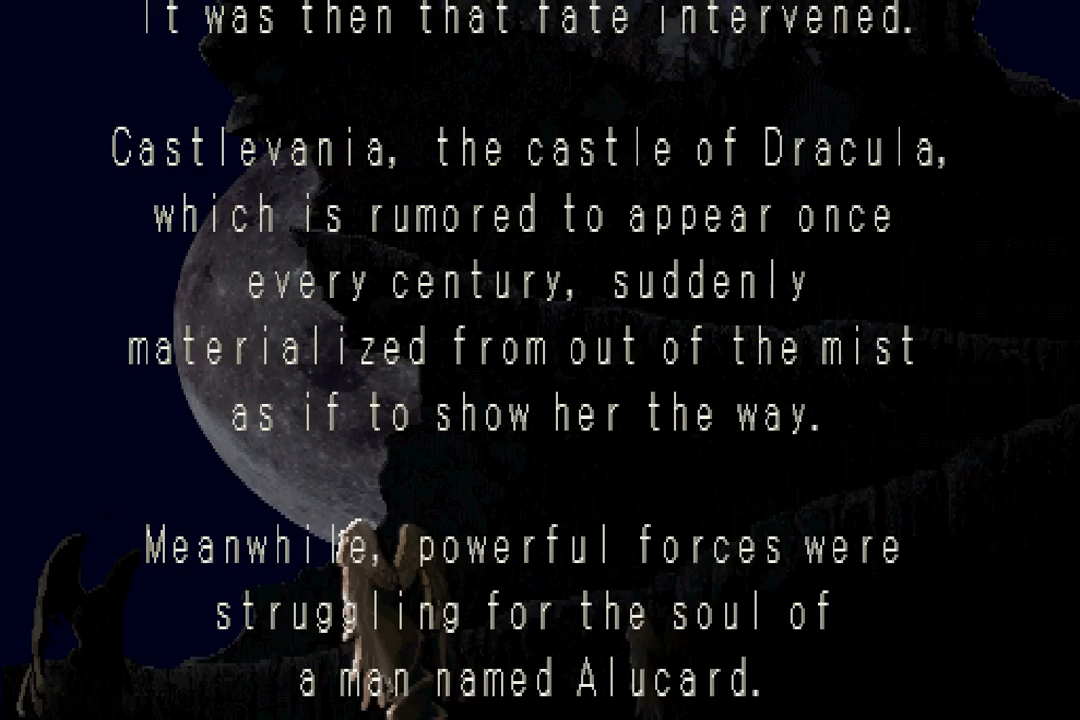 It was then that fate intervened.
Castlevania, the castle of Dracula,
which is rumored to appear once
every century, suddenly
materialized from out of the mist
as if to show her the way.
Meanwhile, powerful forces were
struggling for the soul of
a man named Alucard.